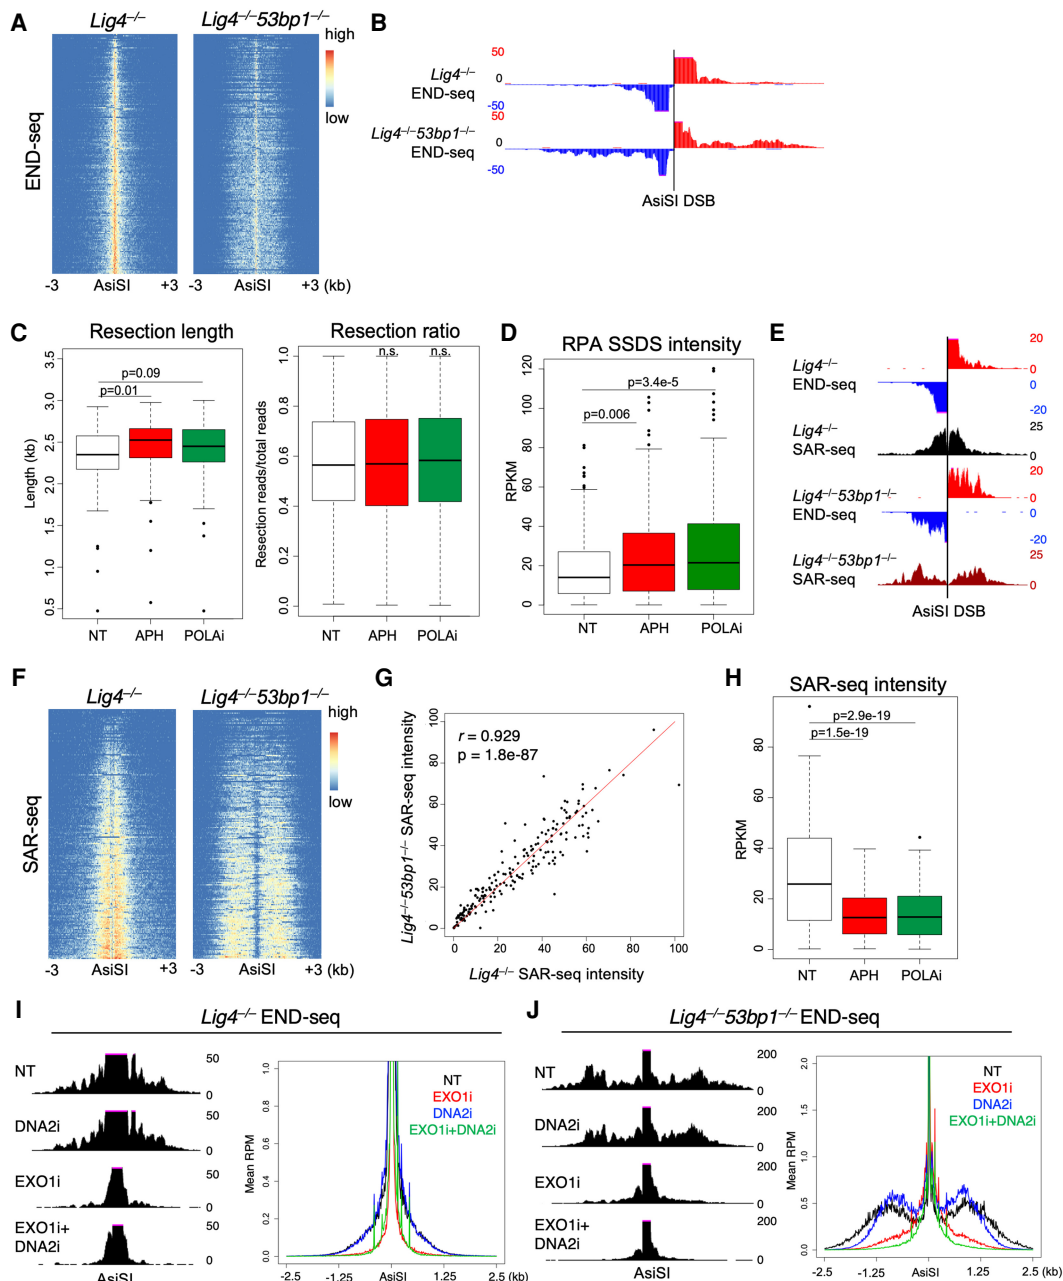 A
Lig4–/–
Lig4–/–53bp1–/–
high
low
END-seq
-3
AsiSI
+3
-3
AsiSI
+3 (kb)
B
50
Lig4–/–
0
END-seq
-50
50
Lig4–/–53bp1–/–
0
END-seq
-50
AsiSI DSB
C
Resection length
3.5
3.0
2.5
2.0
1.5
1.0
0.5
Length (kb)
p=0.09
p=0.01
NT
APH
POLAi
Resection ratio
n.s.
n.s.
1.0
0.8
0.6
0.4
0.2
0.0
Resection reads/total reads
NT
APH
POLAi
D
RPA SSDS intensity
120
100
80
60
40
20
0
RPKM
p=3.4e-5
p=0.006
NT
APH
POLAi
E
20
Lig4–/–
0
END-seq
0
-20
Lig4–/–
25
SAR-seq
0
20
Lig4–/–53bp1–/–
0
END-seq
0
-20
Lig4–/–53bp1–/–
25
SAR-seq
0
AsiSI DSB
F
Lig4–/–
Lig4–/–53bp1–/–
high
low
SAR-seq
-3
AsiSI
+3
-3
AsiSI
+3 (kb)
G
Lig4–/–53bp1–/– SAR-seq intensity
100
80
60
40
20
0
r = 0.929
p = 1.8e-87
0
20
40
60
80
100
Lig4–/– SAR-seq intensity
H
SAR-seq intensity
80
60
40
20
0
RPKM
p=2.9e-19
p=1.5e-19
NT
APH
POLAi
I
Lig4–/– END-seq
NT
50
0
DNA2i
50
0
EXO1i
50
0
EXO1i+
DNA2i
50
0
AsiSI
Mean RPM
1.0
0.8
0.6
0.4
0.2
0.0
NT
EXO1i
DNA2i
EXO1i+DNA2i
-2.5
-1.25
AsiSI
1.25
2.5 (kb)
J
Lig4–/–53bp1–/– END-seq
NT
200
0
DNA2i
200
0
EXO1i
200
0
EXO1i+
DNA2i
200
0
AsiSI
Mean RPM
2.0
1.5
1.0
0.5
0.0
NT
EXO1i
DNA2i
EXO1i+DNA2i
-2.5
-1.25
AsiSI
1.25
2.5 (kb)